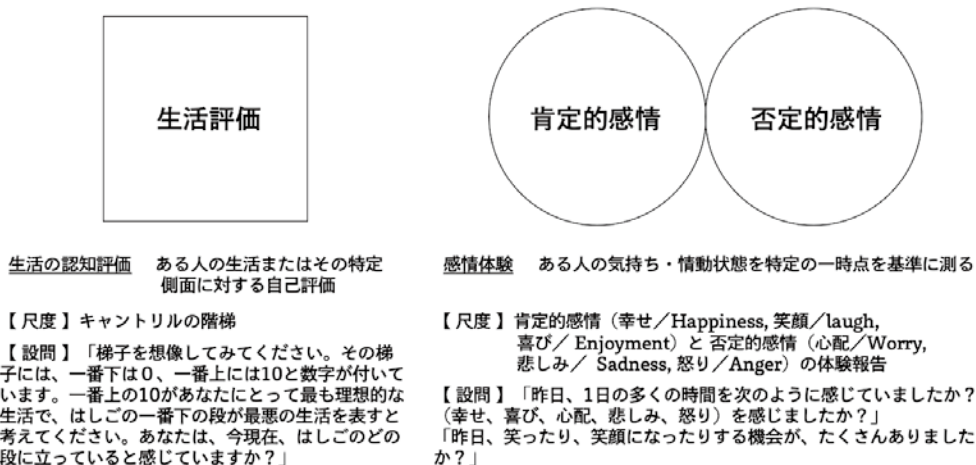 生活評価
肯定的感情
否定的感情
生活の認知評価 ある人の生活またはその特定
側面に対する自己評価
【 尺度 】キャントリルの階梯
【 設問 】「梯子を想像してみてください。その梯
子には、一番下は０、一番上には10と数字が付いて
います。一番上の10があなたにとって最も理想的な
生活で、はしごの一番下の段が最悪の生活を表すと
考えてください。あなたは、今現在、はしごのどの
段に立っていると感じていますか？」
感情体験 ある人の気持ち・情動状態を特定の一時点を基準に測る
【 尺度 】肯定的感情（幸せ／Happiness, 笑顔／laugh,
喜び／ Enjoyment）と 否定的感情（心配／Worry,
悲しみ／ Sadness, 怒り／Anger）の体験報告
【 設問 】「昨日、1日の多くの時間を次のように感じていましたか？
（幸せ、喜び、心配、悲しみ、怒り）を感じましたか？」
「昨日、笑ったり、笑顔になったりする機会が、たくさんありました
か？」